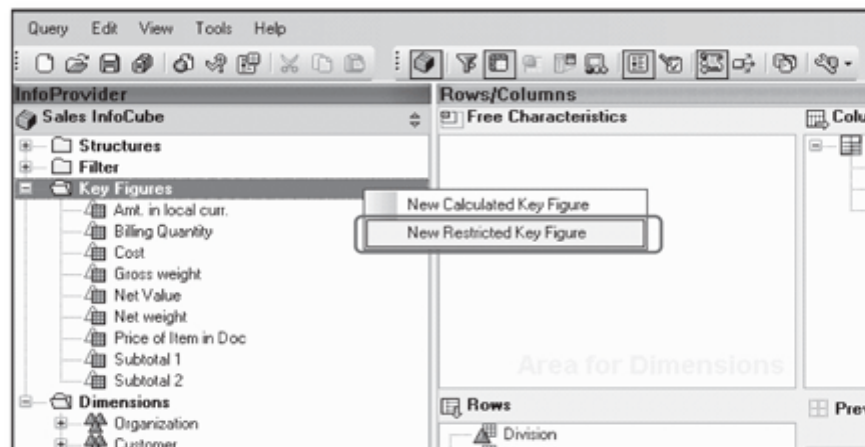 Query Edit View Tools Help
InfoProvider
Rows/Columns
Sales InfoCube
Free Characteristics
Colu
Structures
Filter
Key Figures
New Calculated Key Figure
New Restricted Key Figure
Amt. in local curr.
Billing Quantity
Cost
Gross weight
Net Value
Net weight
Price of Item in Doc
Subtotal 1
Subtotal 2
Area for Dimensions
Dimensions
Organization
Customer
Rows
Division
Prev